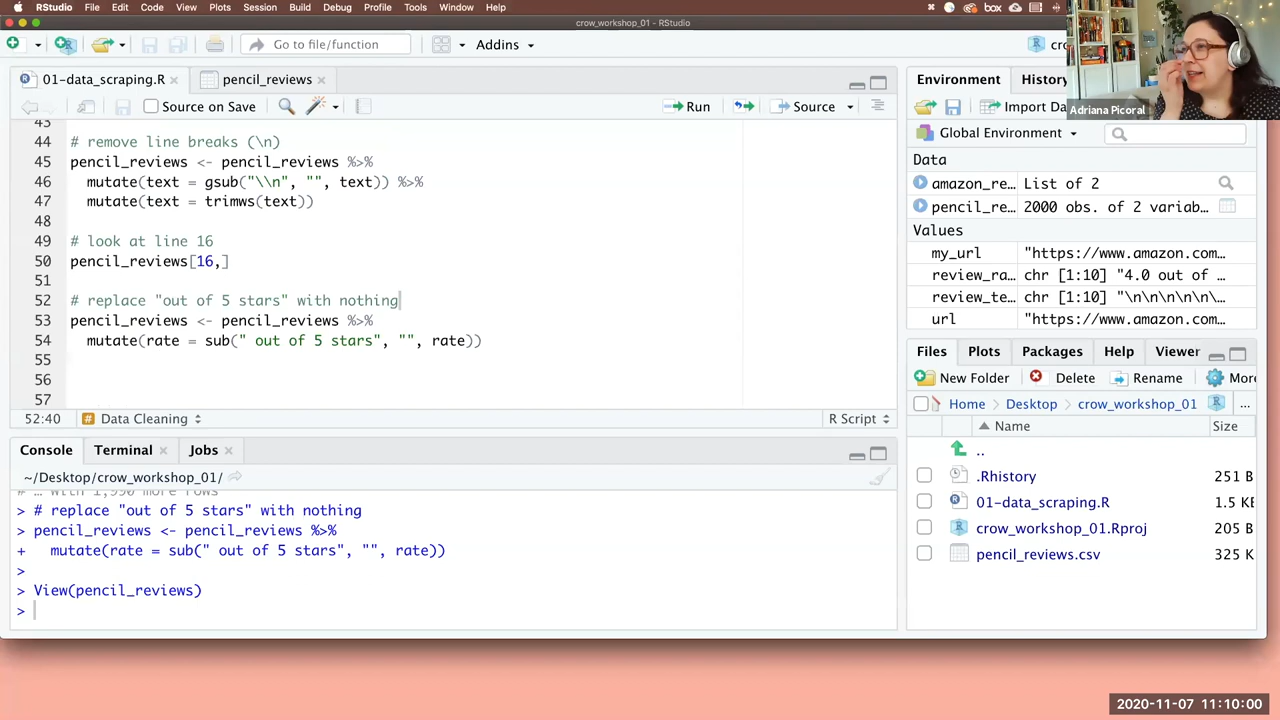 RStudio File Edit Code View Plots Session Build Debug Profile Tools Window Help box
crow_workshop_01 - RStudio
Go to file/function Addins
01-data_scraping.R pencil_reviews
Source on Save Run Source
43
44 # remove line breaks (\n)
45 pencil_reviews <- pencil_reviews %>%
46 mutate(text = gsub("\\n", "", text)) %>%
47 mutate(text = trimws(text))
48
49 # look at line 16
50 pencil_reviews[16,]
51
52 # replace "out of 5 stars" with nothing
53 pencil_reviews <- pencil_reviews %>%
54 mutate(rate = sub(" out of 5 stars", "", rate))
55
56
57
52:40 Data Cleaning R Script
Console Terminal Jobs
~/Desktop/crow_workshop_01/
# … with 1,990 more rows
> # replace "out of 5 stars" with nothing
> pencil_reviews <- pencil_reviews %>%
+ mutate(rate = sub(" out of 5 stars", "", rate))
>
> View(pencil_reviews)
>
Adriana Picoral
Environment History
Import Da
Global Environment
Data
amazon_re… List of 2
pencil_re… 2000 obs. of 2 variab…
Values
my_url "https://www.amazon.com…
review_ra… chr [1:10] "4.0 out of …
review_te… chr [1:10] "\n\n\n\n\n\…
url "https://www.amazon.com…
Files Plots Packages Help Viewer
New Folder Delete Rename More
Home Desktop crow_workshop_01 ...
Name Size
..
.Rhistory 251 B
01-data_scraping.R 1.5 KE
crow_workshop_01.Rproj 205 B
pencil_reviews.csv 325 K
2020-11-07 11:10:00